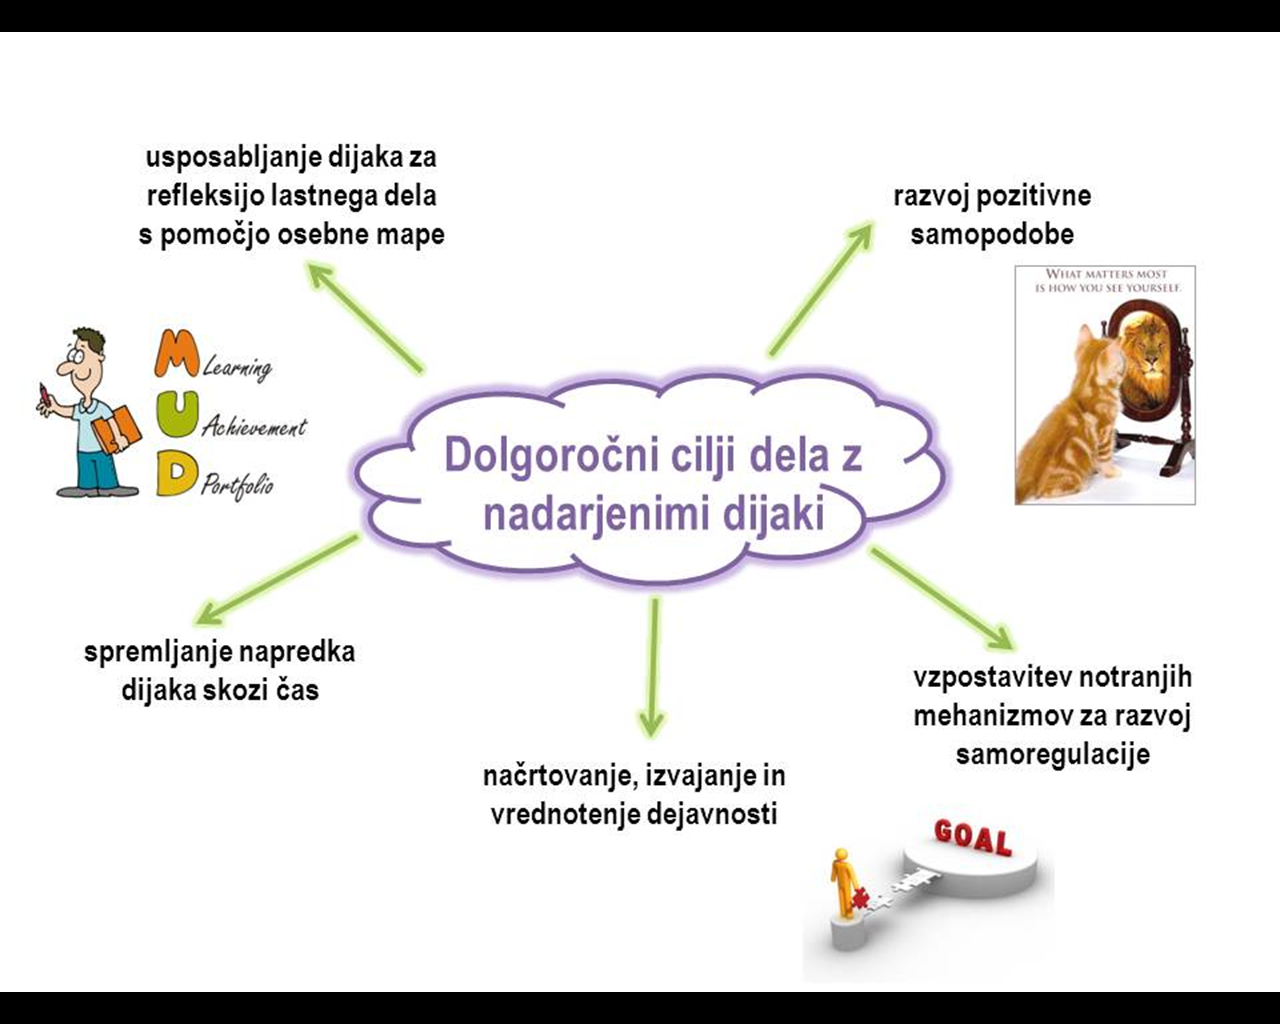 usposabljanje dijaka za
refleksijo lastnega dela
s pomočjo osebne mape
razvoj pozitivne
samopodobe
WHAT MATTERS MOST
IS HOW YOU SEE YOURSELF.
M Learning
U Achievement
D Portfolio
Dolgoročni cilji dela z
nadarjenimi dijaki
spremljanje napredka
dijaka skozi čas
vzpostavitev notranjih
mehanizmov za razvoj
samoregulacije
načrtovanje, izvajanje in
vrednotenje dejavnosti
GOAL